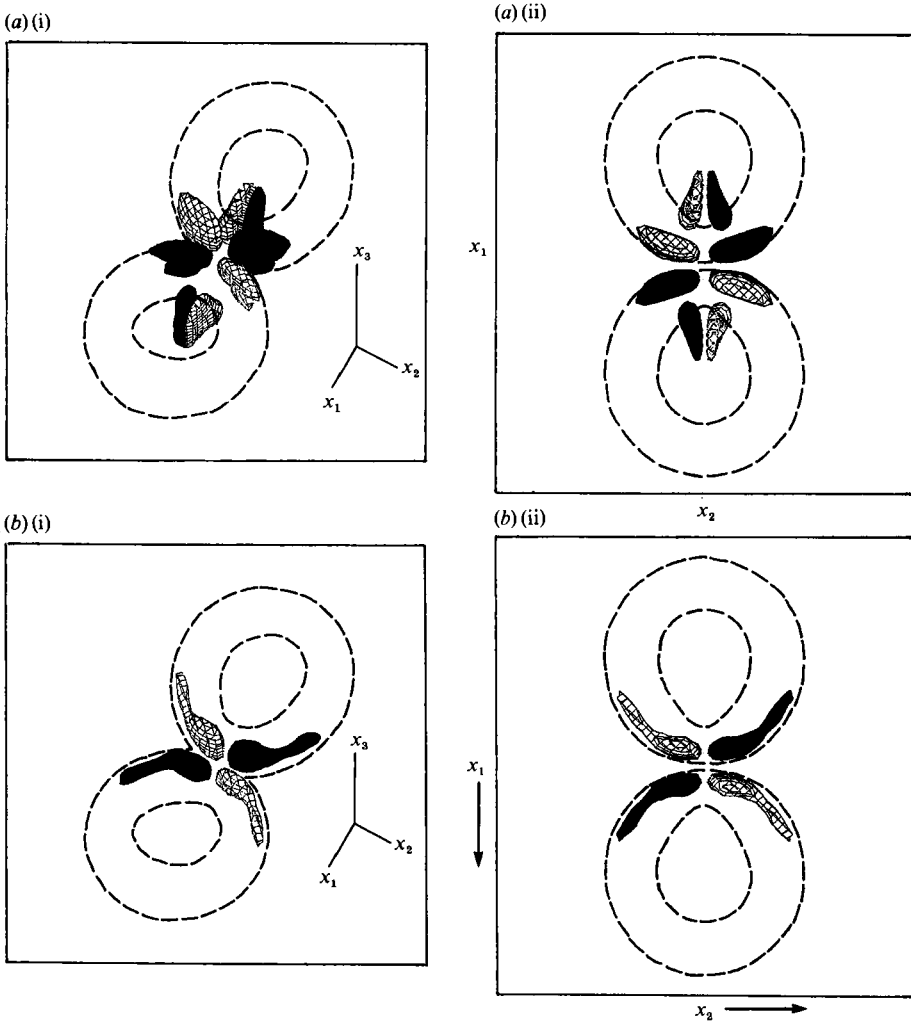 (a) (i)
(a) (ii)
x₃
x₂
x₁
x₁
x₂
(b) (i)
(b) (ii)
x₃
x₂
x₁
x₁
x₂